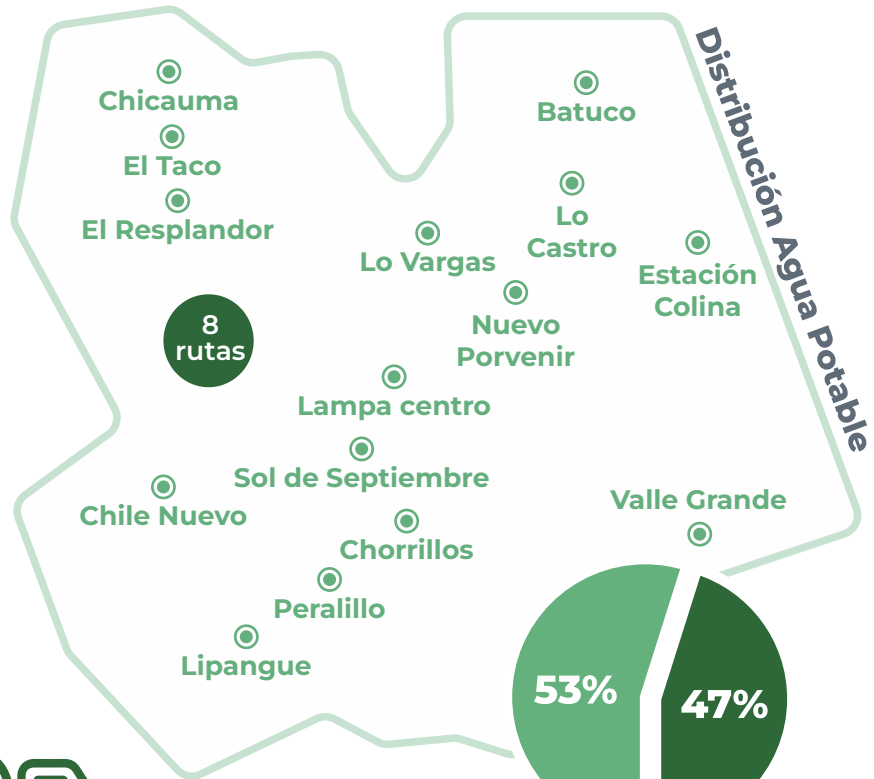 Chicauma
El Taco
El Resplandor
Batuco
Lo
Castro
Lo Vargas
Estación
Colina
Nuevo
Porvenir
8
rutas
Lampa centro
Sol de Septiembre
Chile Nuevo
Chorrillos
Valle Grande
Peralillo
Lipangue
Distribución Agua Potable
53%
47%